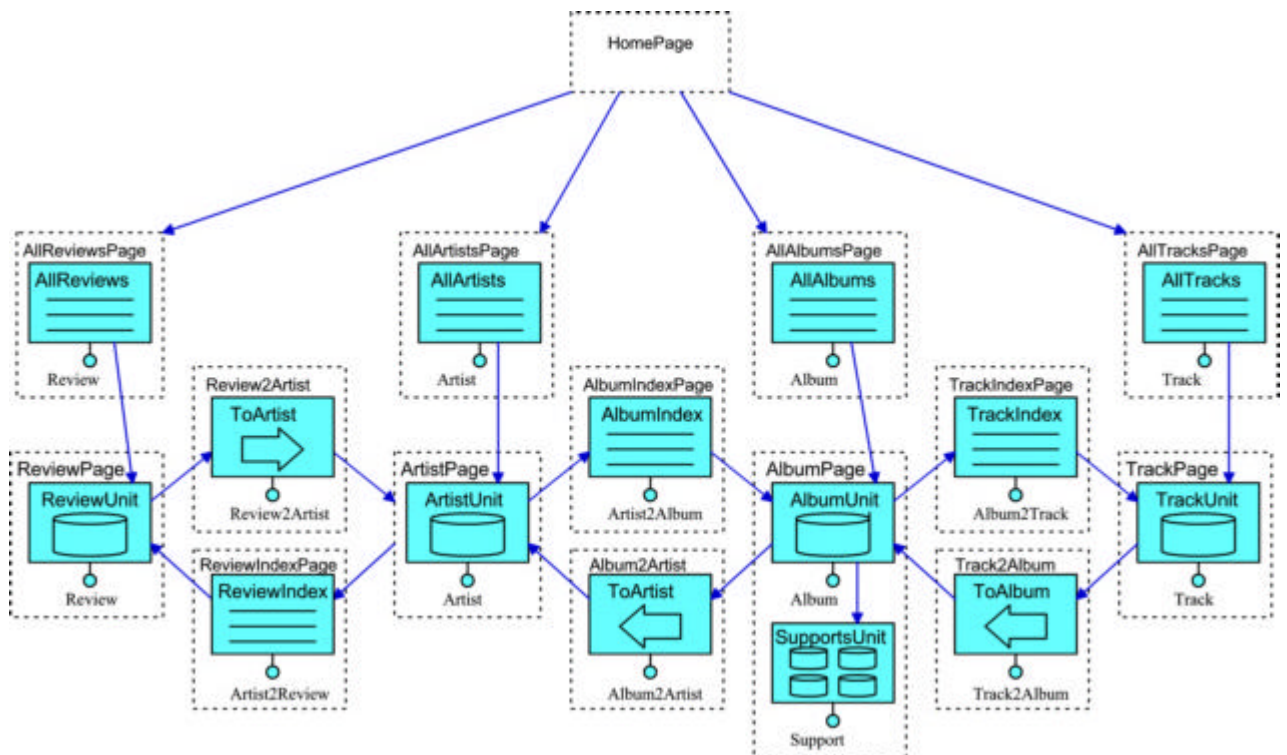 HomePage
AllReviewsPage
AllReviews
Review
AllArtistsPage
AllArtists
Artist
AllAlbumsPage
AllAlbums
Album
AllTracksPage
AllTracks
Track
Review2Artist
ToArtist
Review2Artist
AlbumIndexPage
AlbumIndex
Artist2Album
TrackIndexPage
TrackIndex
Album2Track
ReviewPage
ReviewUnit
Review
ArtistPage
ArtistUnit
Artist
AlbumPage
AlbumUnit
Album
TrackPage
TrackUnit
Track
ReviewIndexPage
ReviewIndex
Artist2Review
Album2Artist
ToArtist
Album2Artist
SupportsUnit
Support
Track2Album
ToAlbum
Track2Album